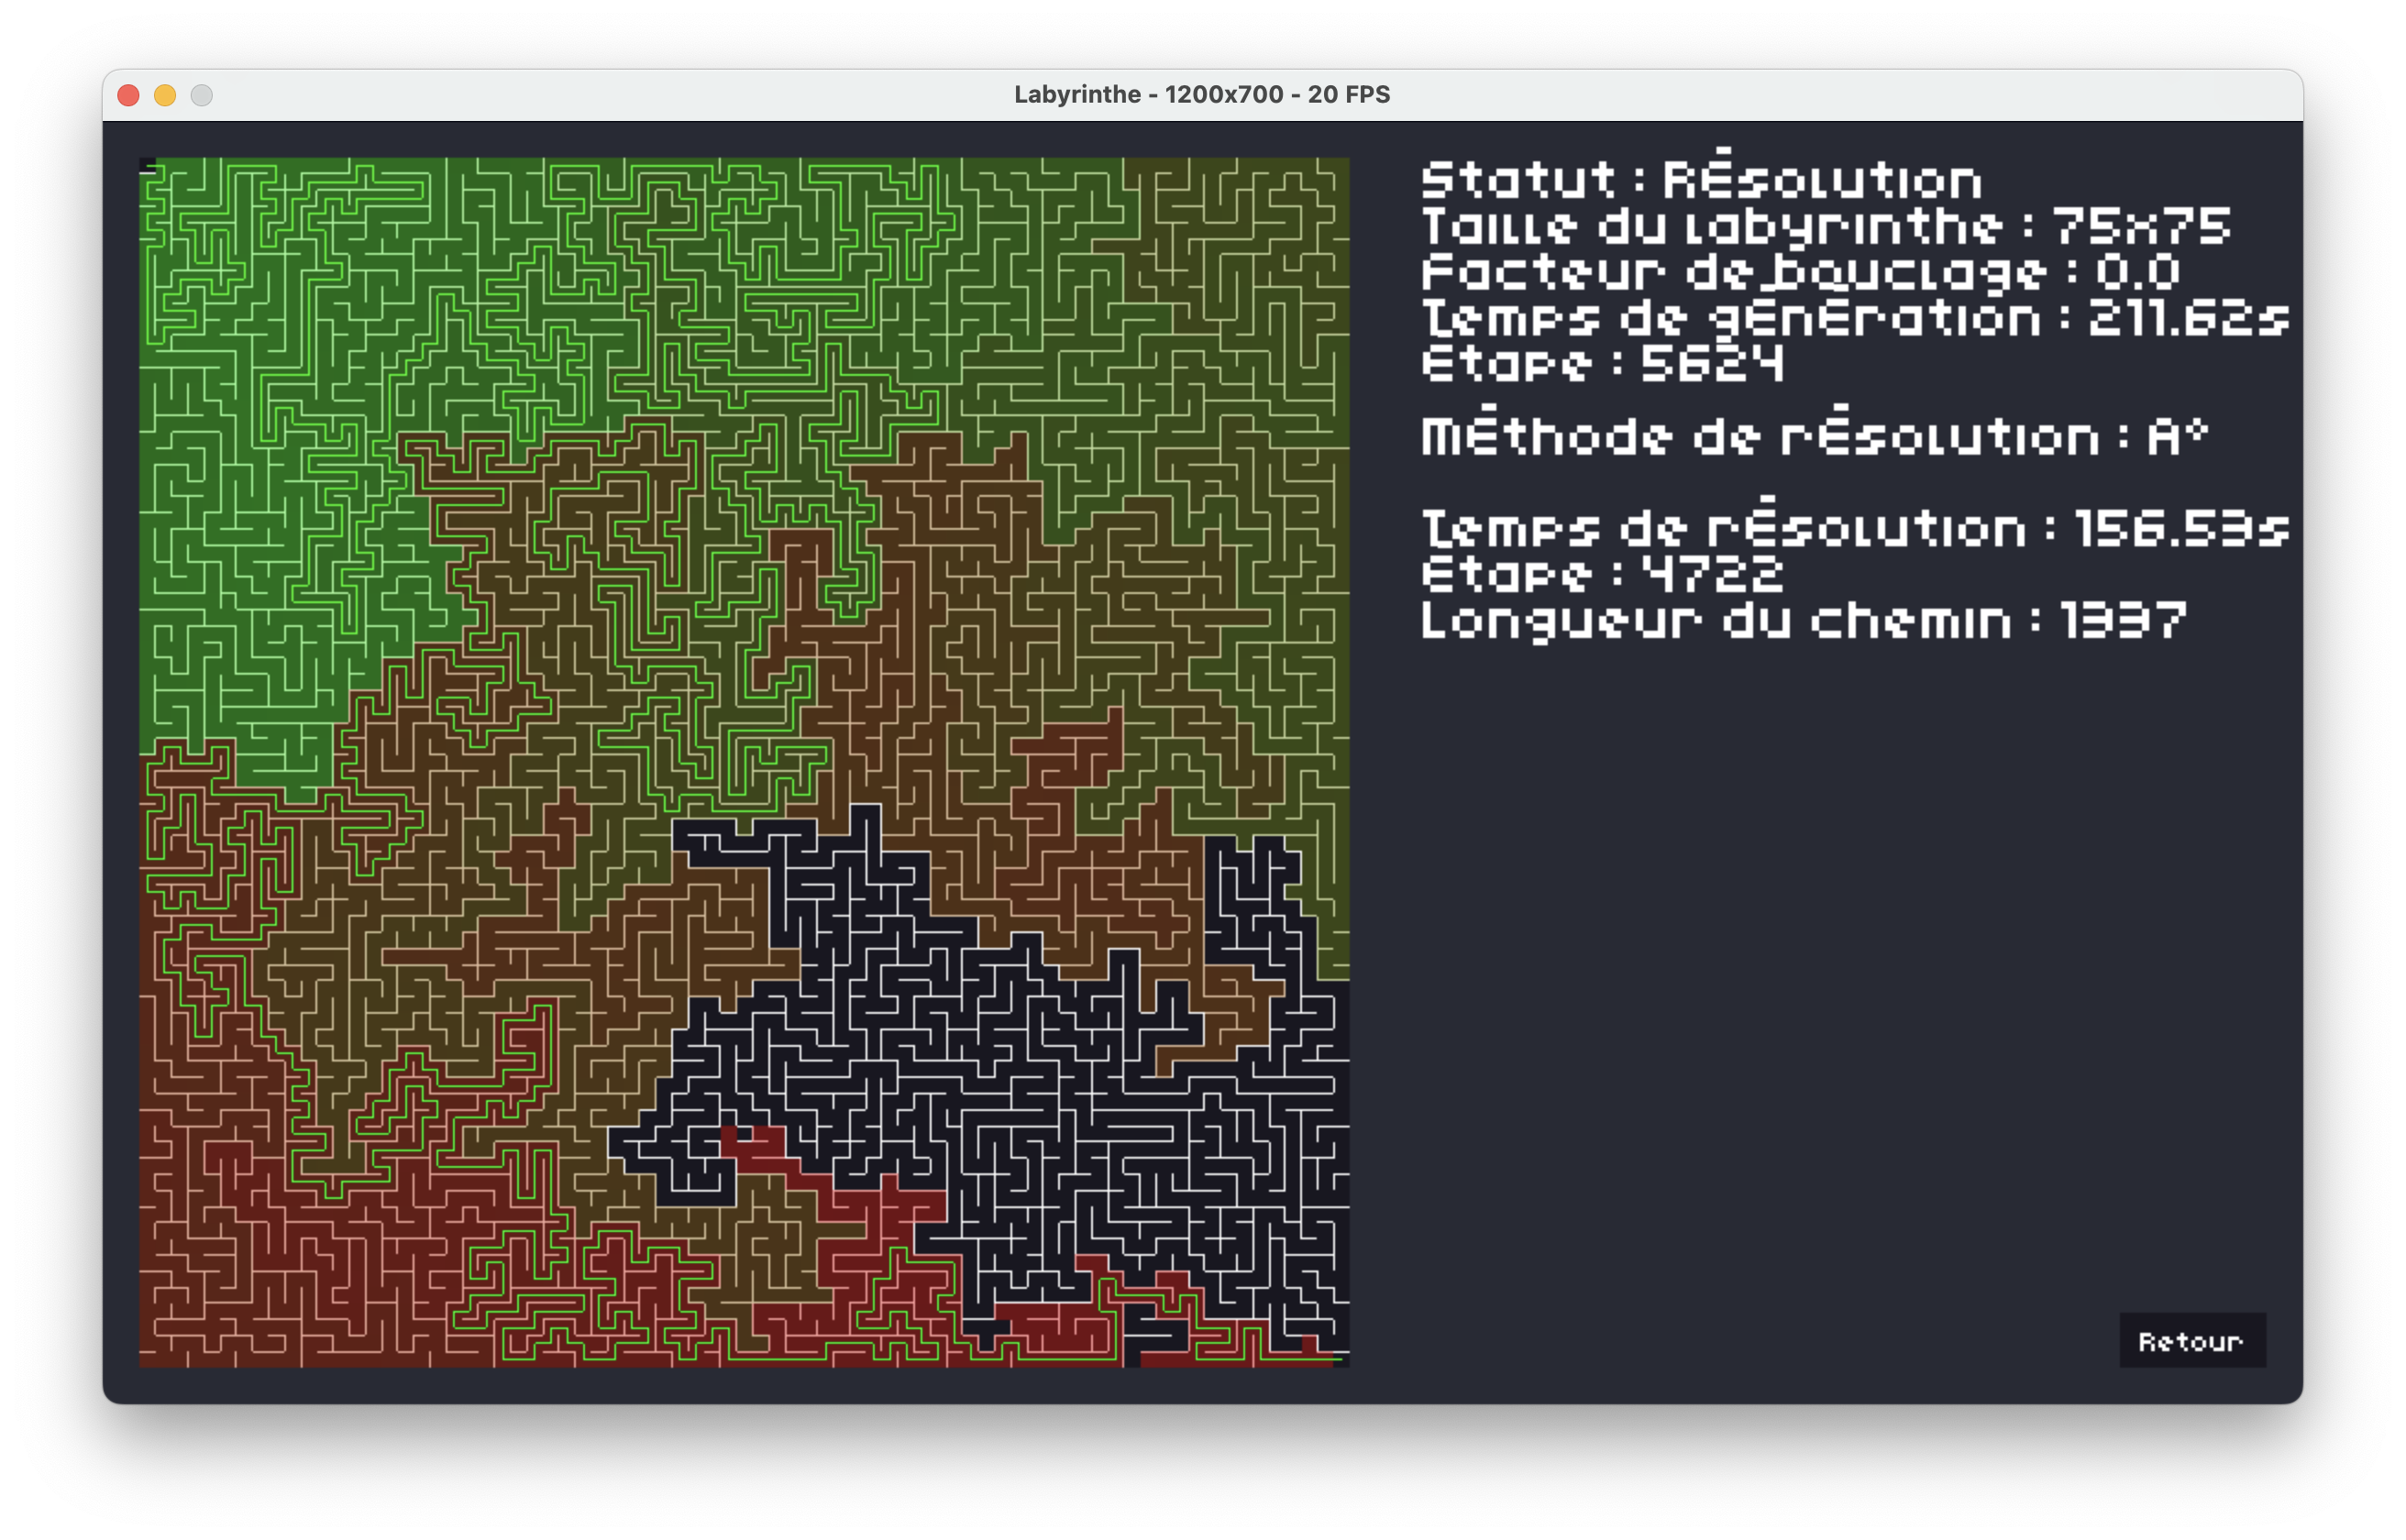 Labyrinthe - 1200x700 - 20 FPS
Statut : Résolution
Taille du labyrinthe : 75x75
Facteur de bouclage : 0.0
Temps de génération : 211.62s
Étape : 5624
Méthode de résolution : A*
Temps de résolution : 156.53s
Étape : 4722
Longueur du chemin : 1337
Retour